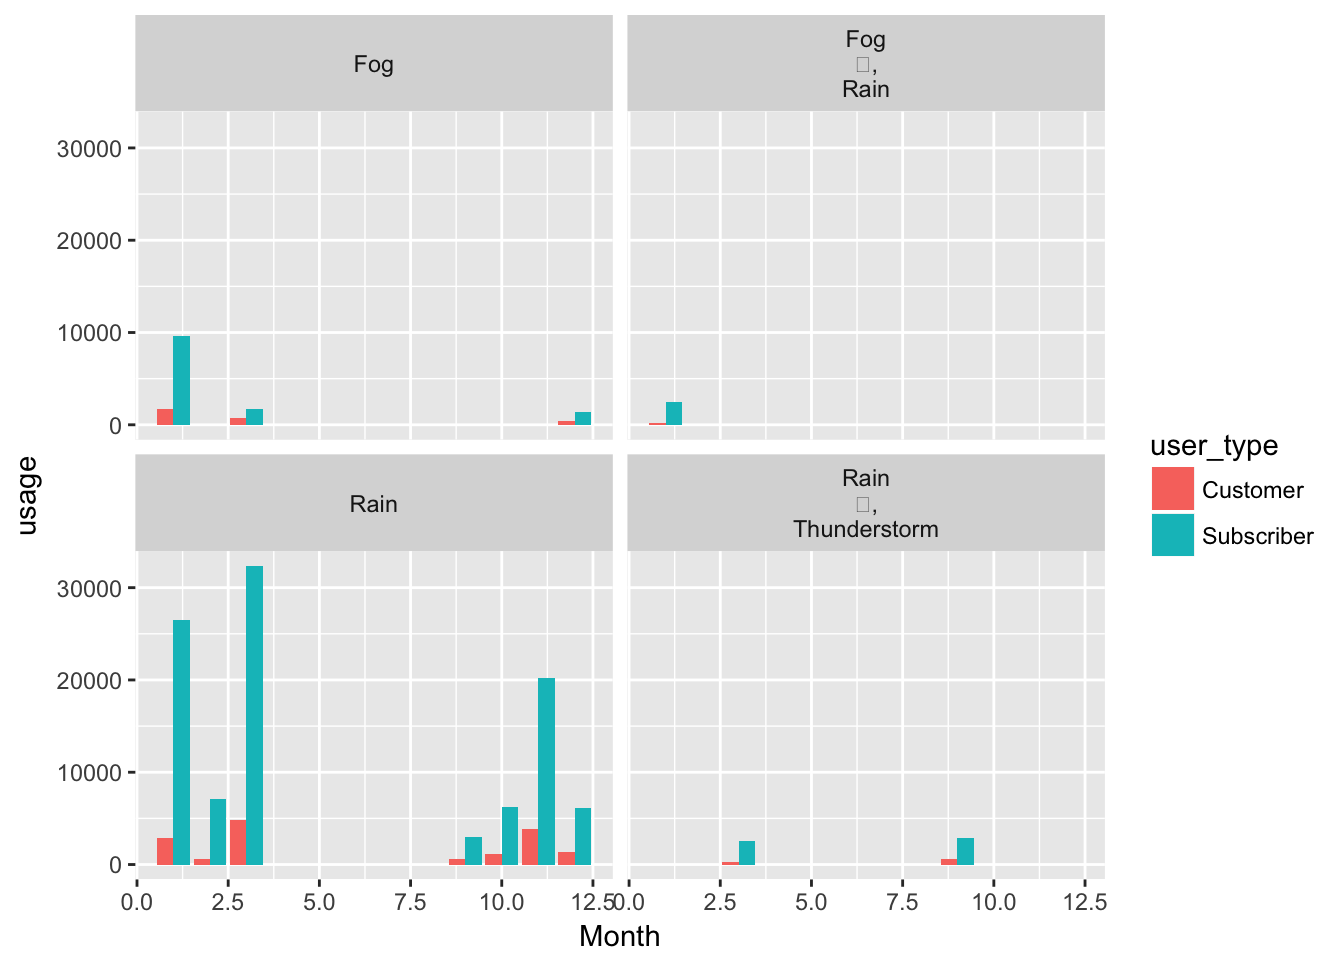 Fog
Fog
,
Rain
30000
20000
10000
0
Rain
Rain
,
Thunderstorm
30000
20000
10000
0
0.0 2.5 5.0 7.5 10.0 12.5
0.0 2.5 5.0 7.5 10.0 12.5
Month
usage
user_type
Customer
Subscriber